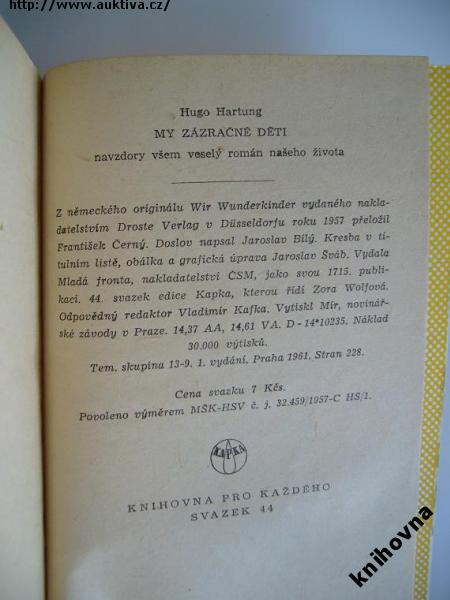 http://www.auktiva.cz/
Hugo Hartung
MY ZÁZRAČNÉ DĚTI
navzdory všem veselý román našeho života
Z německého originálu Wir Wunderkinder vydaného nakla-
datelstvím Droste Verlag v Düsseldorfu roku 1957 přeložil
František Černý. Doslov napsal Jaroslav Bílý. Kresba v ti-
tulním listě, obálka a grafická úprava Jaroslav Šváb. Vydala
Mladá fronta, nakladatelství ČSM, jako svou 1715. publi-
kaci. 44. svazek edice Kapka, kterou řídí Zora Wolfová.
Odpovědný redaktor Vladimír Kafka. Vytiskl Mír, novinář-
ské závody v Praze. 14,37 AA, 14,61 VA. D - 14*10235. Náklad
30.000 výtisků.
Tem. skupina 13-9. 1. vydání. Praha 1961. Stran 228.
Cena svazku 7 Kčs.
Povoleno výměrem MŠK-HSV č. j. 32.459/1957-C HS/1.
KAPKA
KNIHOVNA PRO KAŽDÉHO
SVAZEK 44
knihovna